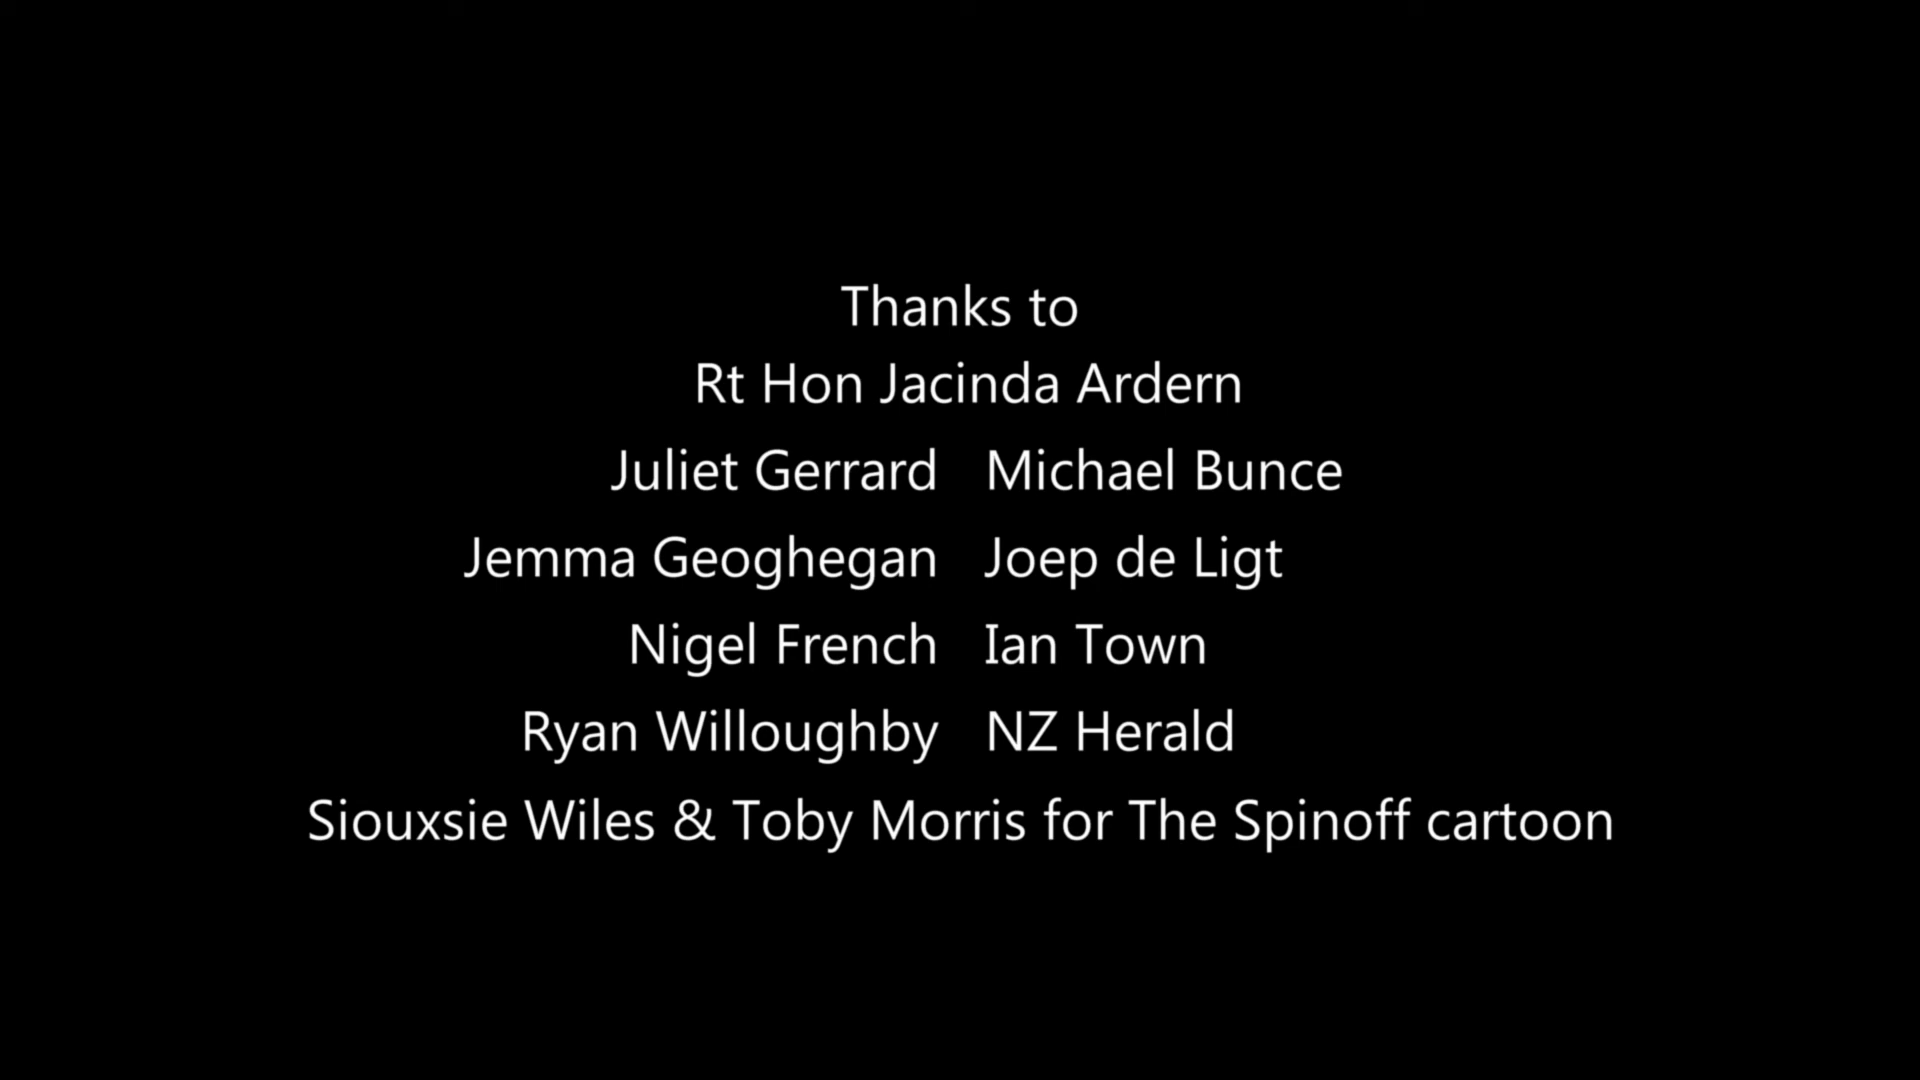 Thanks to
Rt Hon Jacinda Ardern
Juliet Gerrard Michael Bunce
Jemma Geoghegan Joep de Ligt
Nigel French Ian Town
Ryan Willoughby NZ Herald
Siouxsie Wiles & Toby Morris for The Spinoff cartoon